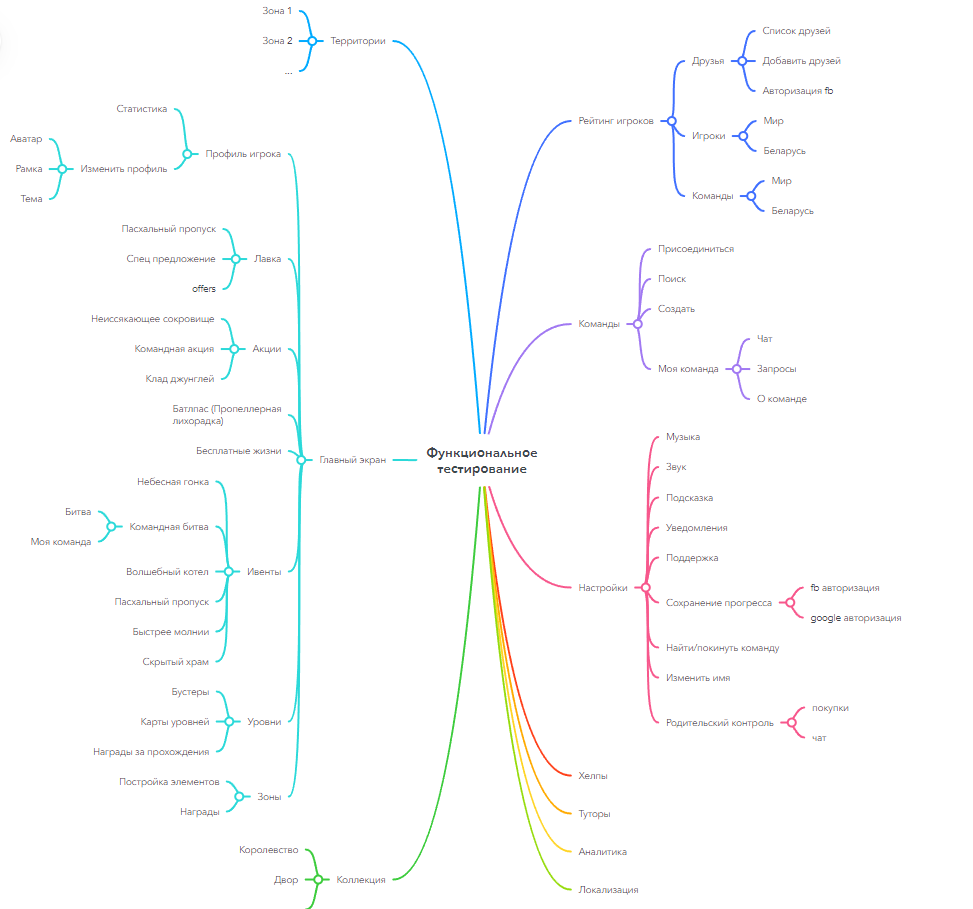 Функциональное
тестирование
Территории
Зона 1
Зона 2
...
Рейтинг игроков
Друзья
Список друзей
Добавить друзей
Авторизация fb
Игроки
Мир
Беларусь
Команды
Мир
Беларусь
Команды
Присоединиться
Поиск
Создать
Моя команда
Чат
Запросы
О команде
Настройки
Музыка
Звук
Подсказка
Уведомления
Поддержка
Сохранение прогресса
fb авторизация
google авторизация
Найти/покинуть команду
Изменить имя
Родительский контроль
покупки
чат
Хелпы
Туторы
Аналитика
Локализация
Главный экран
Профиль игрока
Статистика
Изменить профиль
Аватар
Рамка
Тема
Лавка
Пасхальный пропуск
Спец предложение
offers
Акции
Неиссякающее сокровище
Командная акция
Клад джунглей
Батлпас (Пропеллерная
лихорадка)
Бесплатные жизни
Ивенты
Небесная гонка
Командная битва
Битва
Моя команда
Волшебный котел
Пасхальный пропуск
Быстрее молнии
Скрытый храм
Уровни
Бустеры
Карты уровней
Награды за прохождения
Зоны
Постройка элементов
Награды
Коллекция
Королевство
Двор